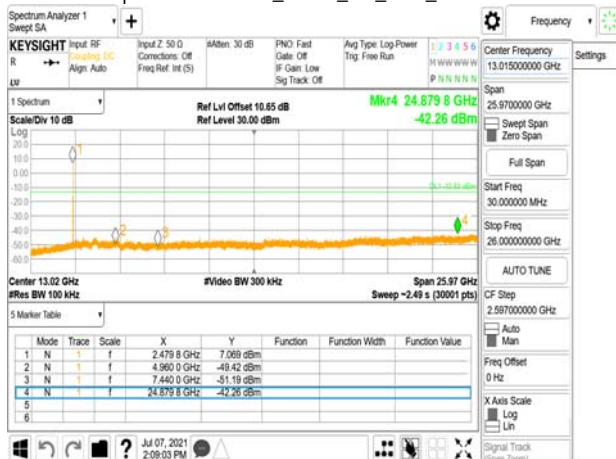 Spectrum Analyzer 1
Swept SA
Frequency
Settings
KEYSIGHT
R
Input: RF
Coupling: DC
Align: Auto
Input Z: 50 Ω
Corrections: Off
Freq Ref: Int (S)
#Atten: 30 dB
PNO: Fast
Gate: Off
IF Gain: Low
Sig Track: Off
Avg Type: Log-Power
Trig: Free Run
1 2 3 4 5 6
M W W W W W
P N N N N N
1 Spectrum
Scale/Div 10 dB
Ref Lvl Offset 10.65 dB
Ref Level 30.00 dBm
Mkr4 24.879 8 GHz
-42.26 dBm
Log
20.0
10.0
0.00
-10.0
-20.0
-30.0
-40.0
-50.0
-60.0
1
2
3
4
Center 13.02 GHz
#Res BW 100 kHz
#Video BW 300 kHz
Span 25.97 GHz
Sweep ~2.49 s (30001 pts)
5 Marker Table
Mode Trace Scale X Y Function Function Width Function Value
1 N 1 f 2.479 8 GHz 7.069 dBm
2 N 1 f 4.960 0 GHz -49.42 dBm
3 N 1 f 7.440 0 GHz -51.19 dBm
4 N 1 f 24.879 8 GHz -42.26 dBm
5
6
Jul 07, 2021
2:09:03 PM
Center Frequency
13.015000000 GHz
Span
25.9700000 GHz
Swept Span
Zero Span
Full Span
Start Freq
30.000000 MHz
Stop Freq
26.000000000 GHz
AUTO TUNE
CF Step
2.597000000 GHz
Auto
Man
Freq Offset
0 Hz
X Axis Scale
Log
Lin
Signal Track
(Span Zoom)